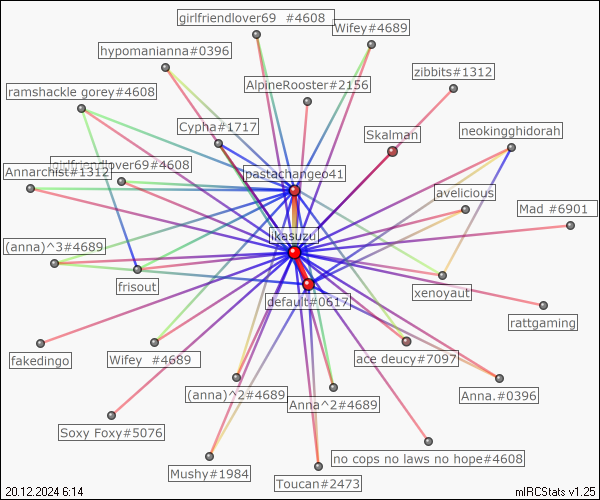 girlfriendlover69 #4608
Wifey#4689
hypomanianna#0396
AlpineRooster#2156
zibbits#1312
ramshackle gorey#4608
Cypha#1717
Skalman
neokingghidorah
girlfriendlover69#4608
Annarchist#1312
pastachangeo41
avelicious
Mad #6901
(anna)^3#4689
ikasuzu
frisout
default#0617
xenoyaut
rattgaming
fakedingo
Wifey #4689
ace deucy#7097
(anna)^2#4689
Anna^2#4689
Anna.#0396
Soxy Foxy#5076
no cops no laws no hope#4608
Mushy#1984
Toucan#2473
20.12.2024 6:14
mIRCStats v1.25